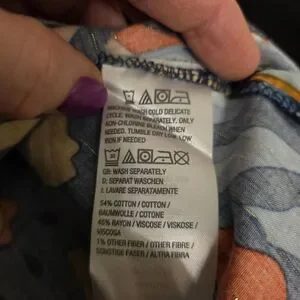 MACHINE WASH COLD DELICATE
CYCLE. WASH SEPARATELY. ONLY
NON-CHLORINE BLEACH WHEN
NEEDED. TUMBLE DRY LOW. LOW
IRON IF NEEDED
GB: WASH SEPARATELY
D: SEPARAT WASCHEN
I: LAVARE SEPARATAMENTE
54% COTTON / COTTON /
BAUMWOLLE / COTONE
45% RAYON / VISCOSE / VISKOSE /
VISCOSA
1% OTHER FIBER / OTHER FIBRE /
SONSTIGE FASER / ALTRA FIBRA